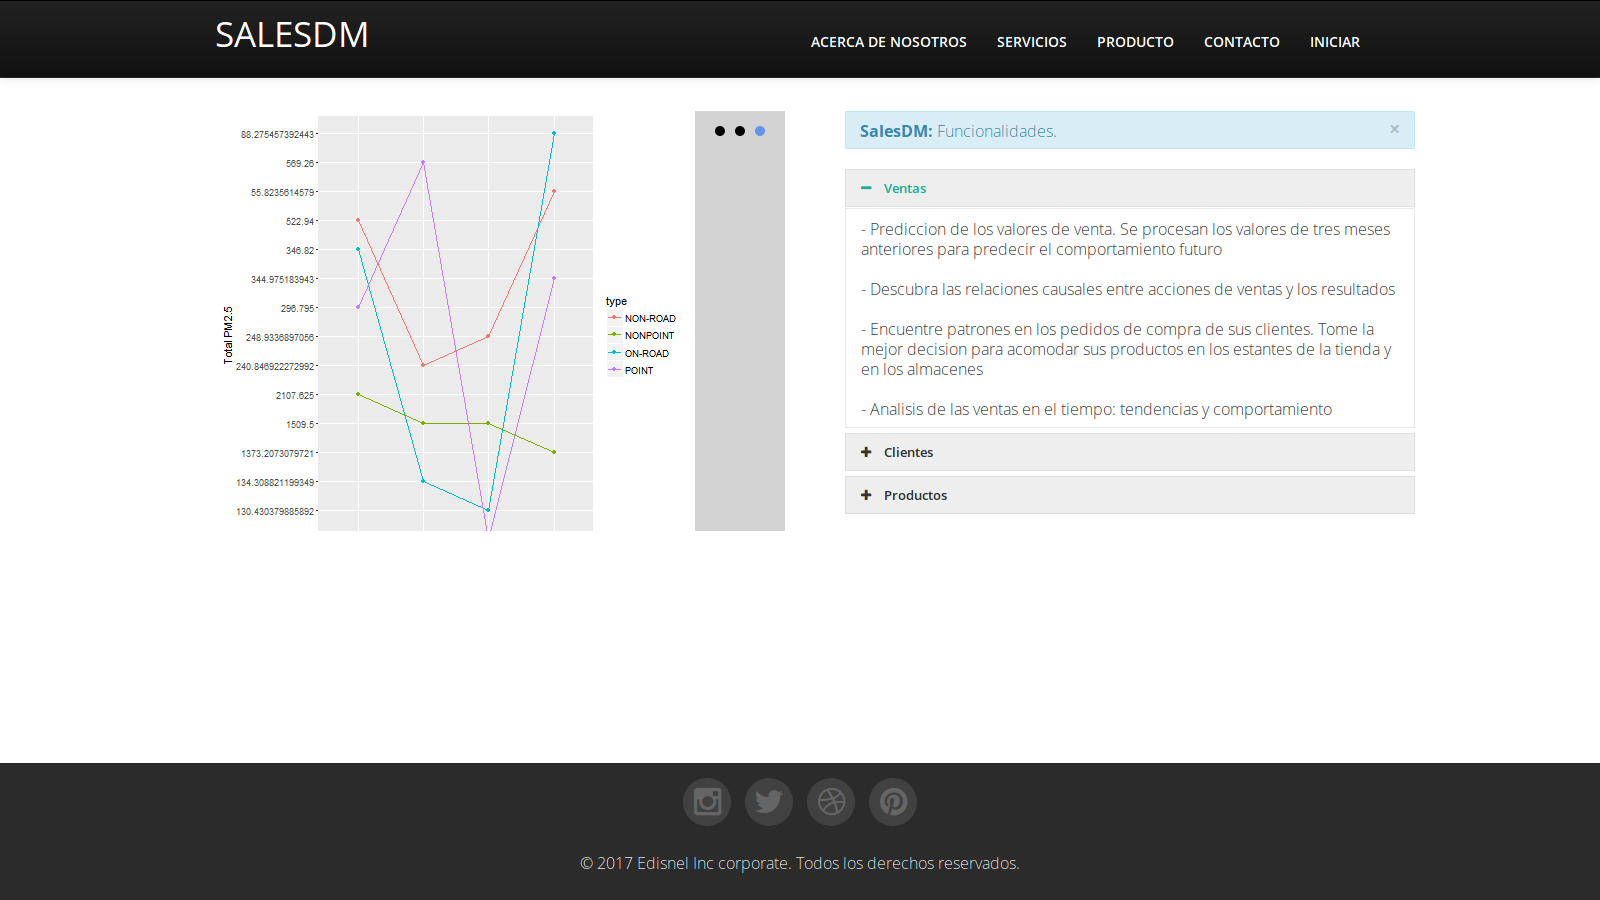 SALESDM
ACERCA DE NOSOTROS SERVICIOS PRODUCTO CONTACTO INICIAR
88.275457392443
569.26
55.8235614579
522.94
346.82
344.975183943
296.795
248.9336897056
240.846922272992
2107.625
1509.5
1373.2073079721
134.308821199349
130.430379885892
Total PM2.5
type
NON-ROAD
NONPOINT
ON-ROAD
POINT
SalesDM: Funcionalidades. ×
Ventas
- Prediccion de los valores de venta. Se procesan los valores de tres meses
anteriores para predecir el comportamiento futuro
- Descubra las relaciones causales entre acciones de ventas y los resultados
- Encuentre patrones en los pedidos de compra de sus clientes. Tome la
mejor decision para acomodar sus productos en los estantes de la tienda y
en los almacenes
- Analisis de las ventas en el tiempo: tendencias y comportamiento
Clientes
Productos
© 2017 Edisnel Inc corporate. Todos los derechos reservados.